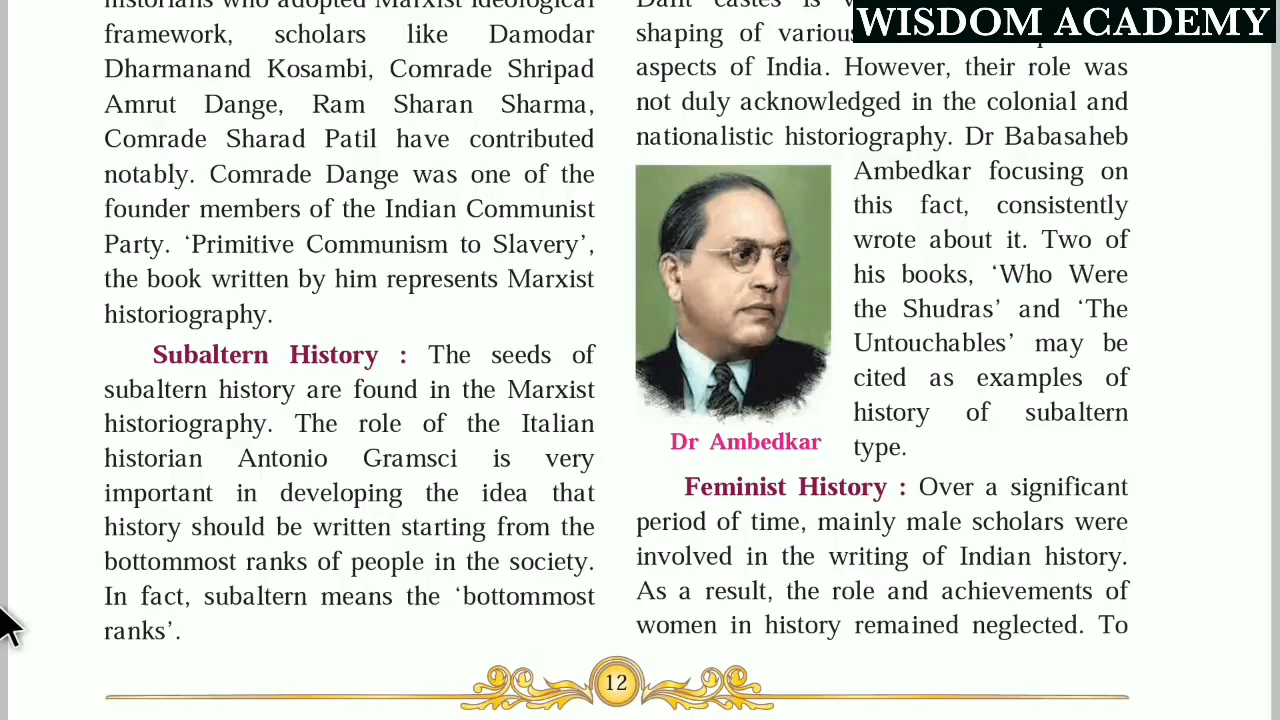 historians who adopted Marxist ideological
framework, scholars like Damodar
Dharmanand Kosambi, Comrade Shripad
Amrut Dange, Ram Sharan Sharma,
Comrade Sharad Patil have contributed
notably. Comrade Dange was one of the
founder members of the Indian Communist
Party. ‘Primitive Communism to Slavery’,
the book written by him represents Marxist
historiography.
Subaltern History : The seeds of
subaltern history are found in the Marxist
historiography. The role of the Italian
historian Antonio Gramsci is very
important in developing the idea that
history should be written starting from the
bottommost ranks of people in the society.
In fact, subaltern means the ‘bottommost
ranks’.
Dalit castes is
WISDOM ACADEMY
shaping of various
aspects of India. However, their role was
not duly acknowledged in the colonial and
nationalistic historiography. Dr Babasaheb
Ambedkar focusing on
this fact, consistently
wrote about it. Two of
his books, ‘Who Were
the Shudras’ and ‘The
Untouchables’ may be
cited as examples of
history of subaltern
type.
Dr Ambedkar
Feminist History : Over a significant
period of time, mainly male scholars were
involved in the writing of Indian history.
As a result, the role and achievements of
women in history remained neglected. To
12